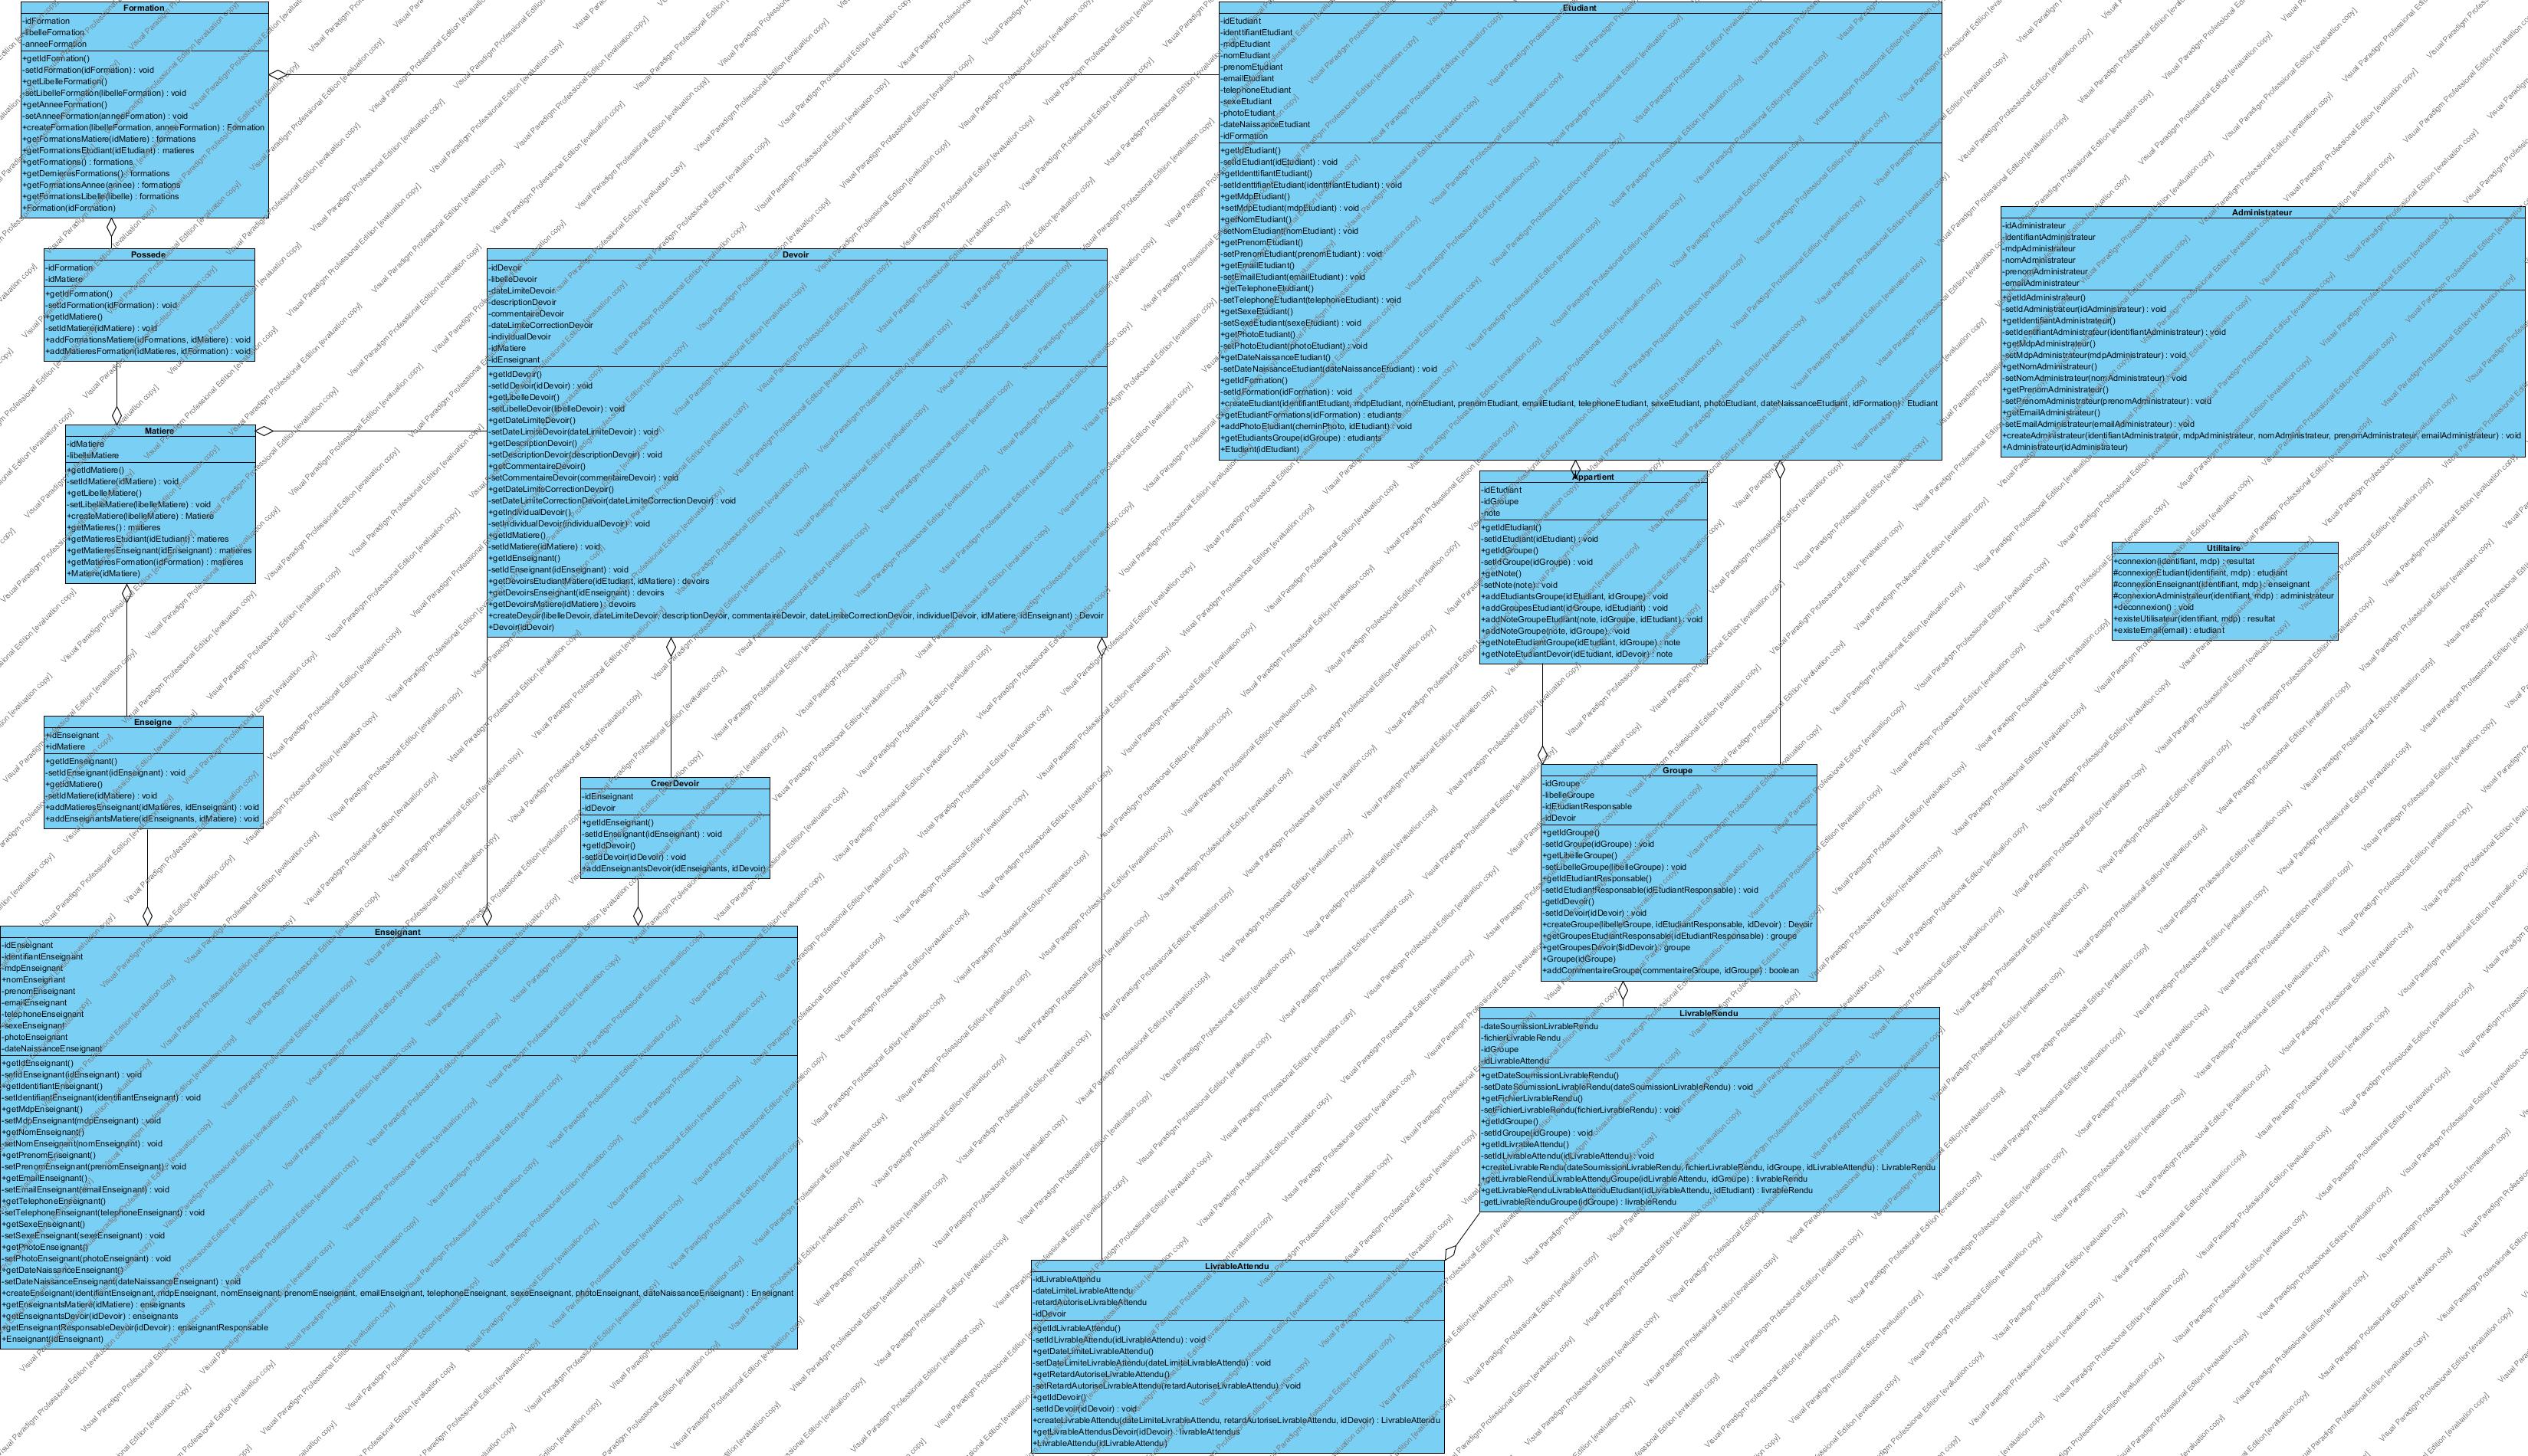 Formation
-idFormation
-libelleFormation
-anneeFormation
+getIdFormation()
-setIdFormation(idFormation) : void
+getLibelleFormation()
-setLibelleFormation(libelleFormation) : void
+getAnneeFormation()
-setAnneeFormation(anneeFormation) : void
+createFormation(libelleFormation, anneeFormation) : Formation
+getFormationsMatiere(idMatiere) : formations
+getFormationsEtudiant(idEtudiant) : matieres
+getFormations() : formations
+getDernieresFormations() : formations
+getFormationsAnnee(annee) : formations
+getFormationsLibelle(libelle) : formations
+Formation(idFormation)
Possede
-idFormation
-idMatiere
+getIdFormation()
-setIdFormation(idFormation) : void
+getIdMatiere()
-setIdMatiere(idMatiere) : void
+addFormationsMatiere(idFormations, idMatiere) : void
+addMatieresFormation(idMatieres, idFormation) : void
Matiere
-idMatiere
-libelleMatiere
+getIdMatiere()
-setIdMatiere(idMatiere) : void
+getLibelleMatiere()
-setLibelleMatiere(libelleMatiere) : void
+createMatiere(libelleMatiere) : Matiere
+getMatieres() : matieres
+getMatieresEtudiant(idEtudiant) : matieres
+getMatieresEnseignant(idEnseignant) : matieres
+getMatieresFormation(idFormation) : matieres
+Matiere(idMatiere)
Enseigne
+idEnseignant
+idMatiere
+getIdEnseignant()
-setIdEnseignant(idEnseignant) : void
+getIdMatiere()
-setIdMatiere(idMatiere) : void
+addMatieresEnseignant(idMatieres, idEnseignant) : void
+addEnseignantsMatiere(idEnseignants, idMatiere) : void
Enseignant
-idEnseignant
-identifiantEnseignant
-mdpEnseignant
+nomEnseignant
-prenomEnseignant
-emailEnseignant
-telephoneEnseignant
-sexeEnseignant
-photoEnseignant
-dateNaissanceEnseignant
+getIdEnseignant()
-setIdEnseignant(idEnseignant) : void
+getIdentifiantEnseignant()
-setIdentifiantEnseignant(identifiantEnseignant) : void
+getMdpEnseignant()
-setMdpEnseignant(mdpEnseignant) : void
+getNomEnseignant()
-setNomEnseignant(nomEnseignant) : void
+getPrenomEnseignant()
-setPrenomEnseignant(prenomEnseignant) : void
+getEmailEnseignant()
-setEmailEnseignant(emailEnseignant) : void
+getTelephoneEnseignant()
-setTelephoneEnseignant(telephoneEnseignant) : void
+getSexeEnseignant()
-setSexeEnseignant(sexeEnseignant) : void
+getPhotoEnseignant()
-setPhotoEnseignant(photoEnseignant) : void
+getDateNaissanceEnseignant()
-setDateNaissanceEnseignant(dateNaissanceEnseignant) : void
+createEnseignant(identifiantEnseignant, mdpEnseignant, nomEnseignant, prenomEnseignant, emailEnseignant, telephoneEnseignant, sexeEnseignant, photoEnseignant, dateNaissanceEnseignant) : Enseignant
+getEnseignantsMatiere(idMatiere) : enseignants
+getEnseignantsDevoir(idDevoir) : enseignants
+getEnseignantResponsableDevoir(idDevoir) : enseignantResponsable
+Enseignant(idEnseignant)
Devoir
-idDevoir
-libelleDevoir
-dateLimiteDevoir
-descriptionDevoir
-commentaireDevoir
-dateLimiteCorrectionDevoir
-individualDevoir
-idMatiere
-idEnseignant
+getIdDevoir()
-setIdDevoir(idDevoir) : void
+getLibelleDevoir()
-setLibelleDevoir(libelleDevoir) : void
+getDateLimiteDevoir()
-setDateLimiteDevoir(dateLimiteDevoir) : void
+getDescriptionDevoir()
-setDescriptionDevoir(descriptionDevoir) : void
+getCommentaireDevoir()
-setCommentaireDevoir(commentaireDevoir) : void
+getDateLimiteCorrectionDevoir()
-setDateLimiteCorrectionDevoir(dateLimiteCorrectionDevoir) : void
+getIndividualDevoir()
-setIndividualDevoir(individualDevoir) : void
+getIdMatiere()
-setIdMatiere(idMatiere) : void
+getIdEnseignant()
-setIdEnseignant(idEnseignant) : void
+getDevoirsEtudiantMatiere(idEtudiant, idMatiere) : devoirs
+getDevoirsEnseignant(idEnseignant) : devoirs
+getDevoirsMatiere(idMatiere) : devoirs
+createDevoir(libelleDevoir, dateLimiteDevoir, descriptionDevoir, commentaireDevoir, dateLimiteCorrectionDevoir, individuelDevoir, idMatiere, idEnseignant) : Devoir
+Devoir(idDevoir)
CreerDevoir
-idEnseignant
-idDevoir
+getIdEnseignant()
-setIdEnseignant(idEnseignant) : void
+getIdDevoir()
-setIdDevoir(idDevoir) : void
+addEnseignantsDevoir(idEnseignants, idDevoir)
Etudiant
-idEtudiant
-identifiantEtudiant
-mdpEtudiant
-nomEtudiant
-prenomEtudiant
-emailEtudiant
-telephoneEtudiant
-sexeEtudiant
-photoEtudiant
-dateNaissanceEtudiant
-idFormation
+getIdEtudiant()
-setIdEtudiant(idEtudiant) : void
+getIdenttifiantEtudiant()
-setIdenttifiantEtudiant(identtifiantEtudiant) : void
+getMdpEtudiant()
+setMdpEtudiant(mdpEtudiant) : void
+getNomEtudiant()
-setNomEtudiant(nomEtudiant) : void
+getPrenomEtudiant()
-setPrenomEtudiant(prenomEtudiant) : void
+getEmailEtudiant()
-setEmailEtudiant(emailEtudiant) : void
+getTelephoneEtudiant()
-setTelephoneEtudiant(telephoneEtudiant) : void
+getSexeEtudiant()
-setSexeEtudiant(sexeEtudiant) : void
+getPhotoEtudiant()
-setPhotoEtudiant(photoEtudiant) : void
+getDateNaissanceEtudiant()
-setDateNaissanceEtudiant(dateNaissanceEtudiant) : void
+getIdFormation()
-setIdFormation(idFormation) : void
+createEtudiant(identifiantEtudiant, mdpEtudiant, nomEtudiant, prenomEtudiant, emailEtudiant, telephoneEtudiant, sexeEtudiant, photoEtudiant, dateNaissanceEtudiant, idFormation) : Etudiant
+getEtudiantFormations(idFormation) : etudiants
+addPhotoEtudiant(cheminPhoto, idEtudiant) : void
+getEtudiantsGroupe(idGroupe) : etudiants
+Etudient(idEtudiant)
Appartient
-idEtudiant
-idGroupe
-note
+getIdEtudiant()
-setIdEtudiant(idEtudiant) : void
+getIdGroupe()
-setIdGroupe(idGroupe) : void
+getNote()
-setNote(note) : void
+addEtudiantsGroupe(idEtudiant, idGroupe) : void
+addGroupesEtudiant(idGroupe, idEtudiant) : void
+addNoteGroupeEtudiant(note, idGroupe, idEtudiant) : void
+addNoteGroupe(note, idGroupe) : void
+getNoteEtudiantGroupe(idEtudiant, idGroupe) : note
+getNoteEtudiantDevoir(idEtudiant, idDevoir) : note
Groupe
-idGroupe
-libelleGroupe
-idEtudiantResponsable
-idDevoir
+getIdGroupe()
-setIdGroupe(idGroupe) : void
+getLibelleGroupe()
-setLibelleGroupe(libelleGroupe) : void
+getIdEtudiantResponsable()
-setIdEtudiantResponsable(idEtudiantResponsable) : void
-getIdDevoir()
-setIdDevoir(idDevoir) : void
+createGroupe(libelleGroupe, idEtudiantResponsable, idDevoir) : Devoir
+getGroupesEtudiantResponsable(idEtudiantResponsable) : groupe
+getGroupesDevoir($idDevoir) : groupe
+Groupe(idGroupe)
+addCommentaireGroupe(commentaireGroupe, idGroupe) : boolean
LivrableRendu
-dateSoumissionLivrableRendu
-fichierLivrableRendu
-idGroupe
-idLivrableAttendu
+getDateSoumissionLivrableRendu()
-setDateSoumissionLivrableRendu(dateSoumissionLivrableRendu) : void
+getFichierLivrableRendu()
-setFichierLivrableRendu(fichierLivrableRendu) : void
+getIdGroupe()
-setIdGroupe(idGroupe) : void
+getIdLivrableAttendu()
-setIdLivrableAttendu(idLivrableAttendu) : void
+createLivrableRendu(dateSoumissionLivrableRendu, fichierLivrableRendu, idGroupe, idLivrableAttendu) : LivrableRendu
+getLivrableRenduLivrableAttenduGroupe(idLivrableAttendu, idGroupe) : livrableRendu
+getLivrableRenduLivrableAttenduEtudiant(idLivrableAttendu, idEtudiant) : livrableRendu
-getLivrableRenduGroupe(idGroupe) : livrableRendu
LivrableAttendu
-idLivrableAttendu
-dateLimiteLivrableAttendu
-retardAutoriseLivrableAttendu
-idDevoir
+getIdLivrableAttendu()
-setIdLivrableAttendu(idLivrableAttendu) : void
+getDateLimiteLivrableAttendu()
-setDateLimiteLivrableAttendu(dateLimiteLivrableAttendu) : void
+getRetardAutoriseLivrableAttendu()
-setRetardAutoriseLivrableAttendu(retardAutoriseLivrableAttendu) : void
+getIdDevoir()
-setIdDevoir(idDevoir) : void
+createLivrableAttendu(dateLimiteLivrableAttendu, retardAutoriseLivrableAttendu, idDevoir) : LivrableAttendu
+getLivrableAttendusDevoir(idDevoir) : livrableAttendus
+LivrableAttendu(idLivrableAttendu)
Administrateur
-idAdministrateur
-identifiantAdministrateur
-mdpAdministrateur
-nomAdministrateur
-prenomAdministrateur
-emailAdministrateur
+getIdAdministrateur()
-setIdAdministrateur(idAdministrateur) : void
+getIdentifiantAdministrateur()
-setIdentifiantAdministrateur(identifiantAdministrateur) : void
+getMdpAdministrateur()
-setMdpAdministrateur(mdpAdministrateur) : void
+getNomAdministrateur()
-setNomAdministrateur(nomAdministrateur) : void
+getPrenomAdministrateur()
-setPrenomAdministrateur(prenomAdministrateur) : void
+getEmailAdministrateur()
-setEmailAdministrateur(emailAdministrateur) : void
+createAdministrateur(identifiantAdministrateur, mdpAdministrateur, nomAdministrateur, prenomAdministrateur, emailAdministrateur) : void
+Administrateur(idAdministrateur)
Utilitaire
+connexion(identifiant, mdp) : resultat
#connexionEtudiant(identifiant, mdp) : etudiant
#connexionEnseignant(identifiant, mdp) : enseignant
#connexionAdministrateur(identifiant, mdp) : administrateur
+deconnexion() : void
+existeUtilisateur(identifiant, mdp) : resultat
+existeEmail(email) : etudiant
Visual Paradigm Professional Edition [evaluation copy]